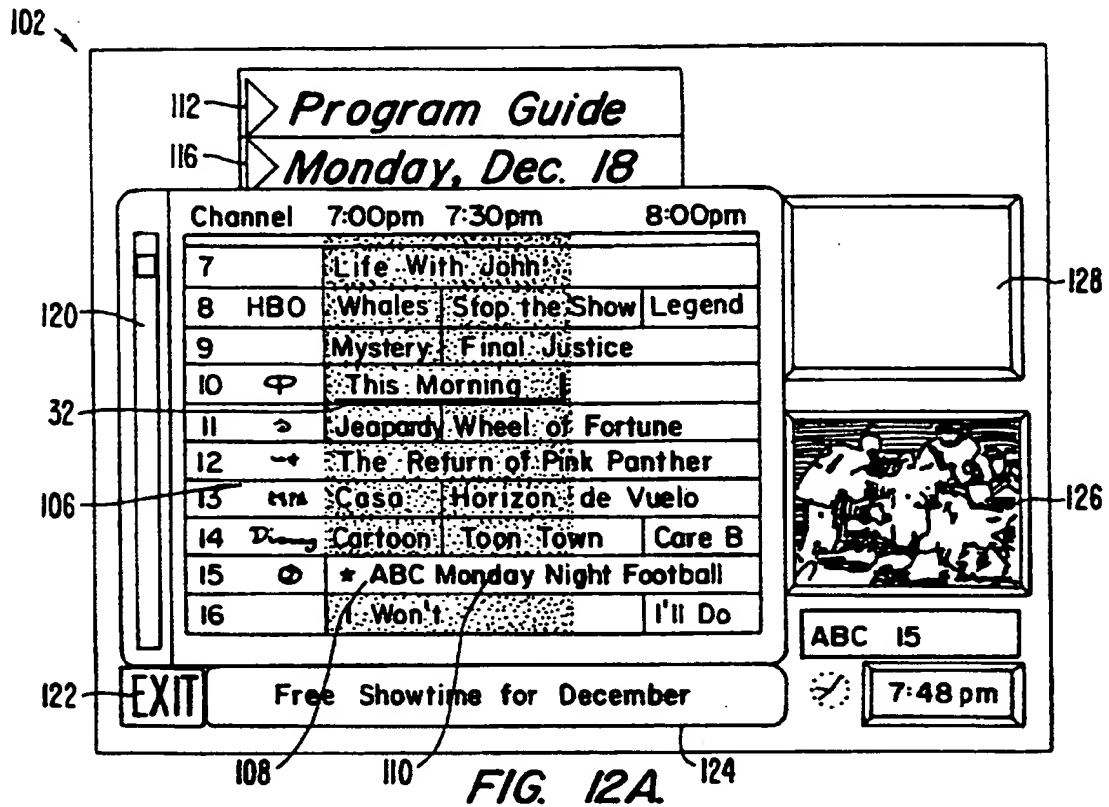 102
112 Program Guide
116 Monday, Dec. 18
Channel 7:00pm 7:30pm 8:00pm
7 Life With John
120 8 HBO Whales Stop the Show Legend 128
9 Mystery Final Justice
10 This Morning
32
11 Jeapardy Wheel of Fortune
12 The Return of Pink Panther
106 13 Casa Horizon de Vuelo 126
14 Disney Cartoon Toon Town Care B
15 * ABC Monday Night Football
16 I Won't I'll Do
ABC 15
122 EXIT Free Showtime for December 7:48 pm
108 110 124
FIG. 12A.